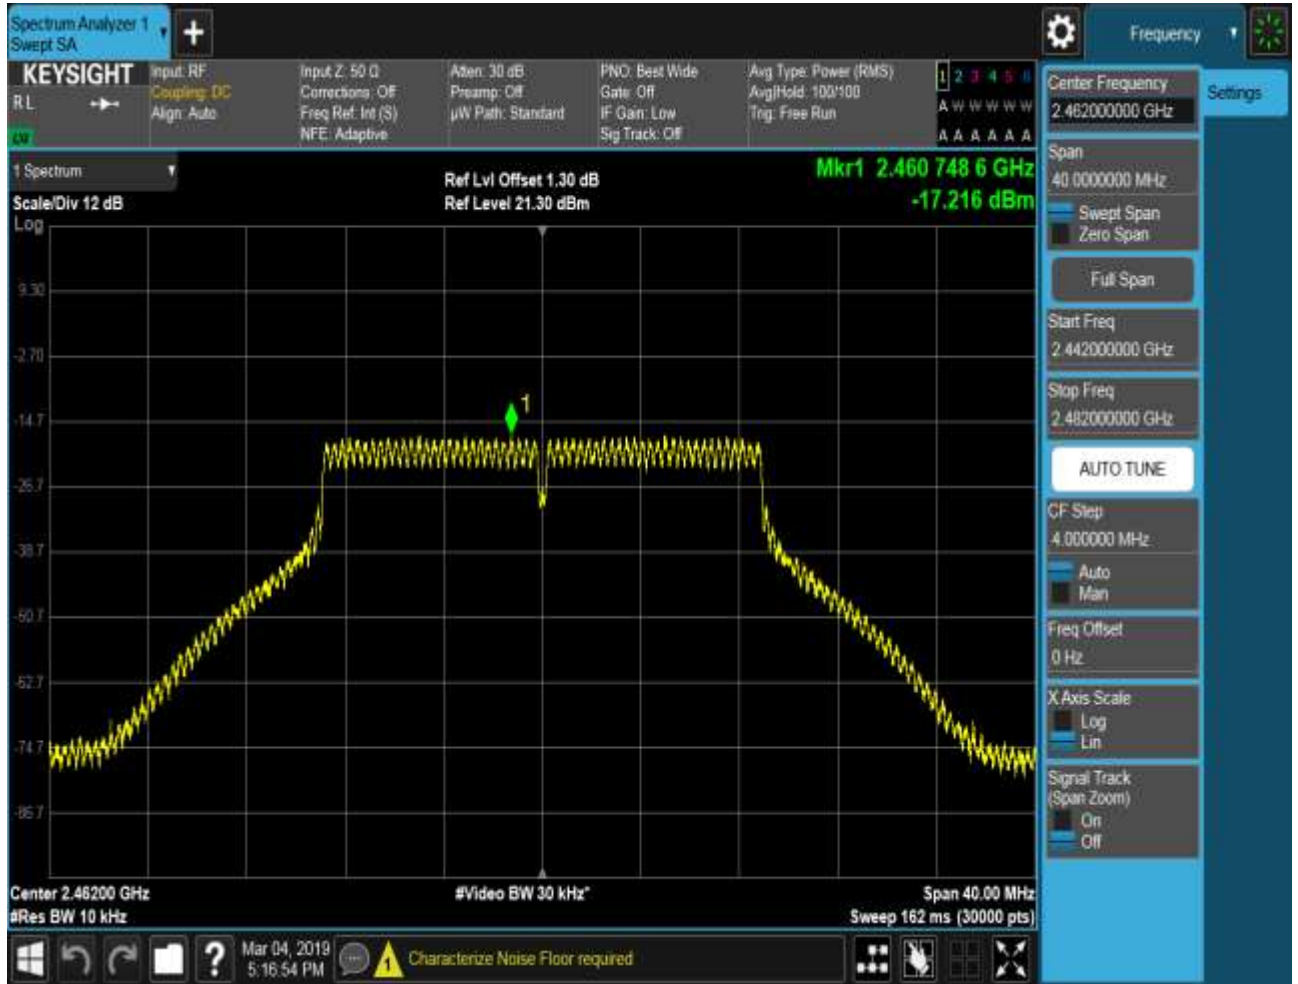 Spectrum Analyzer 1
Swept SA
+
Frequency
KEYSIGHT
R L
Input: RF
Coupling: DC
Align: Auto
Input Z: 50 Ω
Corrections: Off
Freq Ref: Int (S)
NFE: Adaptive
Atten: 30 dB
Preamp: Off
µW Path: Standard
PNO: Best Wide
Gate: Off
IF Gain: Low
Sig Track: Off
Avg Type: Power (RMS)
Avg|Hold: 100/100
Trig: Free Run
1 2 3 4 5 6
A W W W W W
A A A A A A
1 Spectrum
Scale/Div 12 dB
Log
Ref Lvl Offset 1.30 dB
Ref Level 21.30 dBm
Mkr1 2.460 748 6 GHz
-17.216 dBm
9.30
-2.70
-14.7
-26.7
-38.7
-50.7
-62.7
-74.7
-86.7
1
Center 2.46200 GHz
#Res BW 10 kHz
#Video BW 30 kHz*
Span 40.00 MHz
Sweep 162 ms (30000 pts)
Center Frequency
2.462000000 GHz
Settings
Span
40.0000000 MHz
Swept Span
Zero Span
Full Span
Start Freq
2.442000000 GHz
Stop Freq
2.482000000 GHz
AUTO TUNE
CF Step
4.000000 MHz
Auto
Man
Freq Offset
0 Hz
X Axis Scale
Log
Lin
Signal Track
(Span Zoom)
On
Off
?
Mar 04, 2019
5:16:54 PM
1
Characterize Noise Floor required